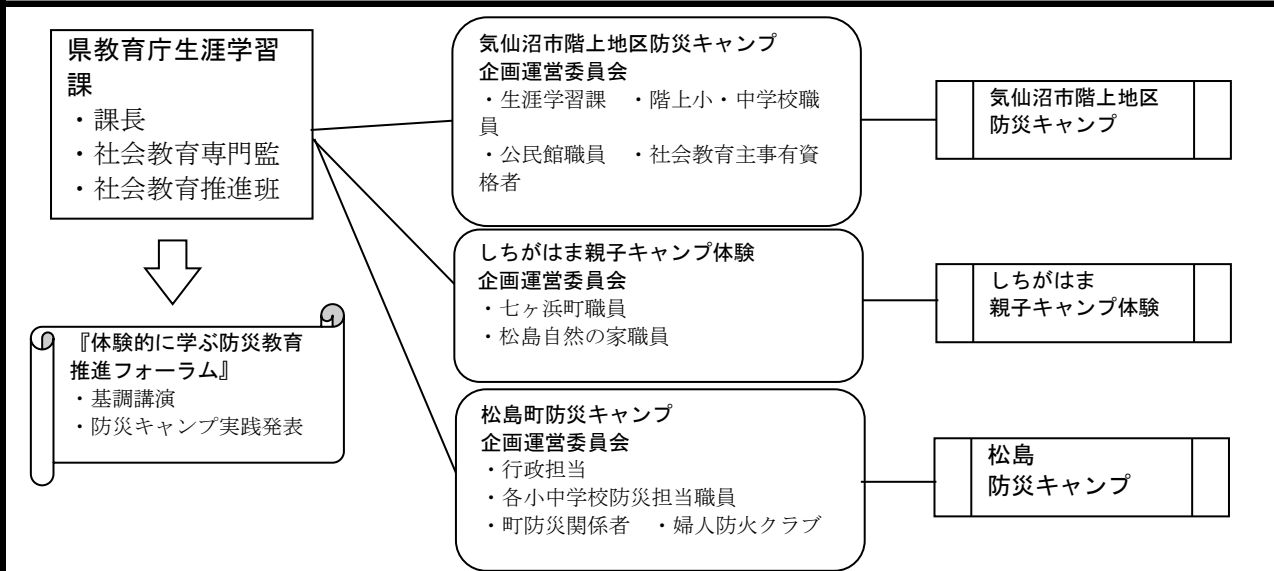 県教育庁生涯学習
課
・課長
・社会教育専門監
・社会教育推進班
『体験的に学ぶ防災教育
推進フォーラム』
・基調講演
・防災キャンプ実践発表
気仙沼市階上地区防災キャンプ
企画運営委員会
・生涯学習課　・階上小・中学校職
員
・公民館職員　・社会教育主事有資
格者
しちがはま親子キャンプ体験
企画運営委員会
・七ヶ浜町職員
・松島自然の家職員
松島町防災キャンプ
企画運営委員会
・行政担当
・各小中学校防災担当職員
・町防災関係者　・婦人防火クラブ
気仙沼市階上地区
防災キャンプ
しちがはま
親子キャンプ体験
松島
防災キャンプ